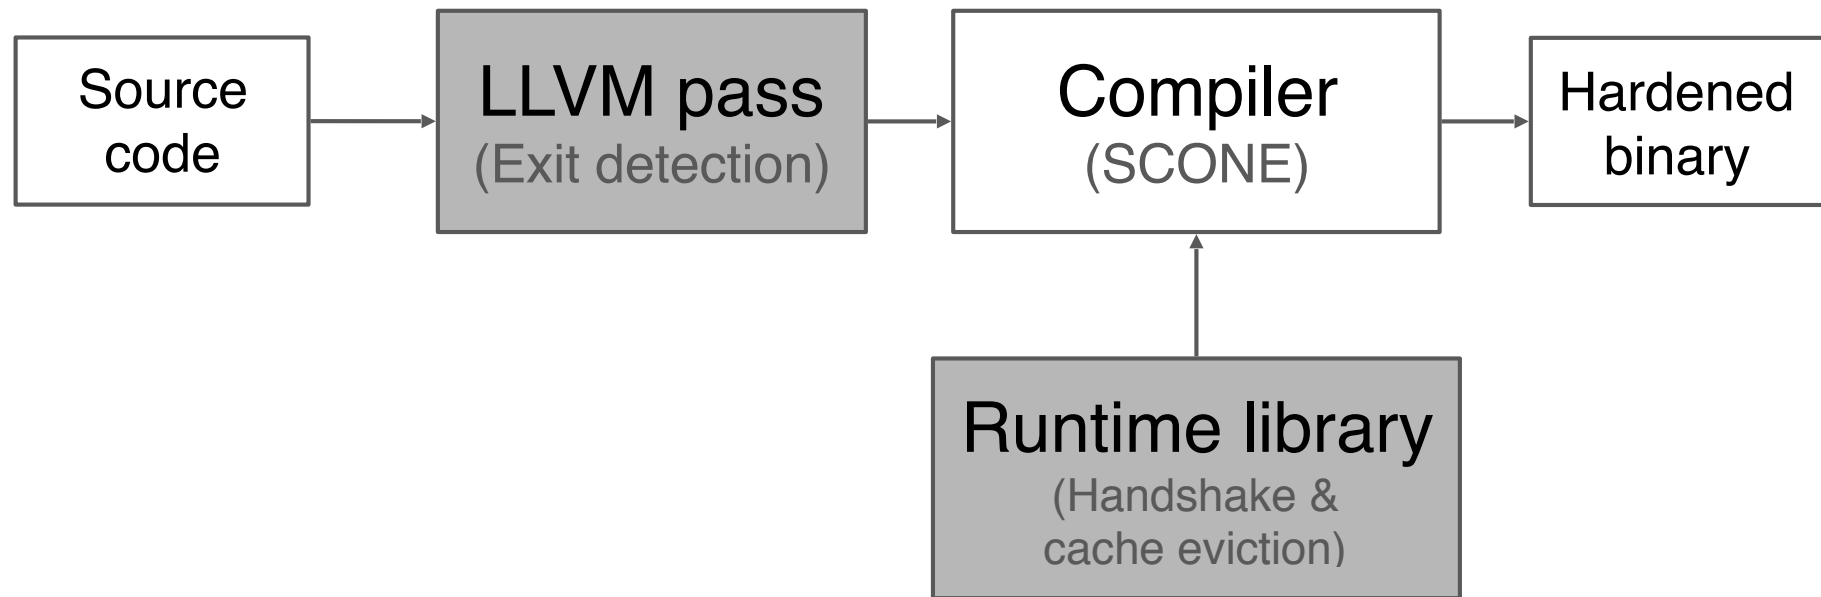 Source
code
LLVM pass
(Exit detection)
Compiler
(SCONE)
Hardened
binary
Runtime library
(Handshake &
cache eviction)